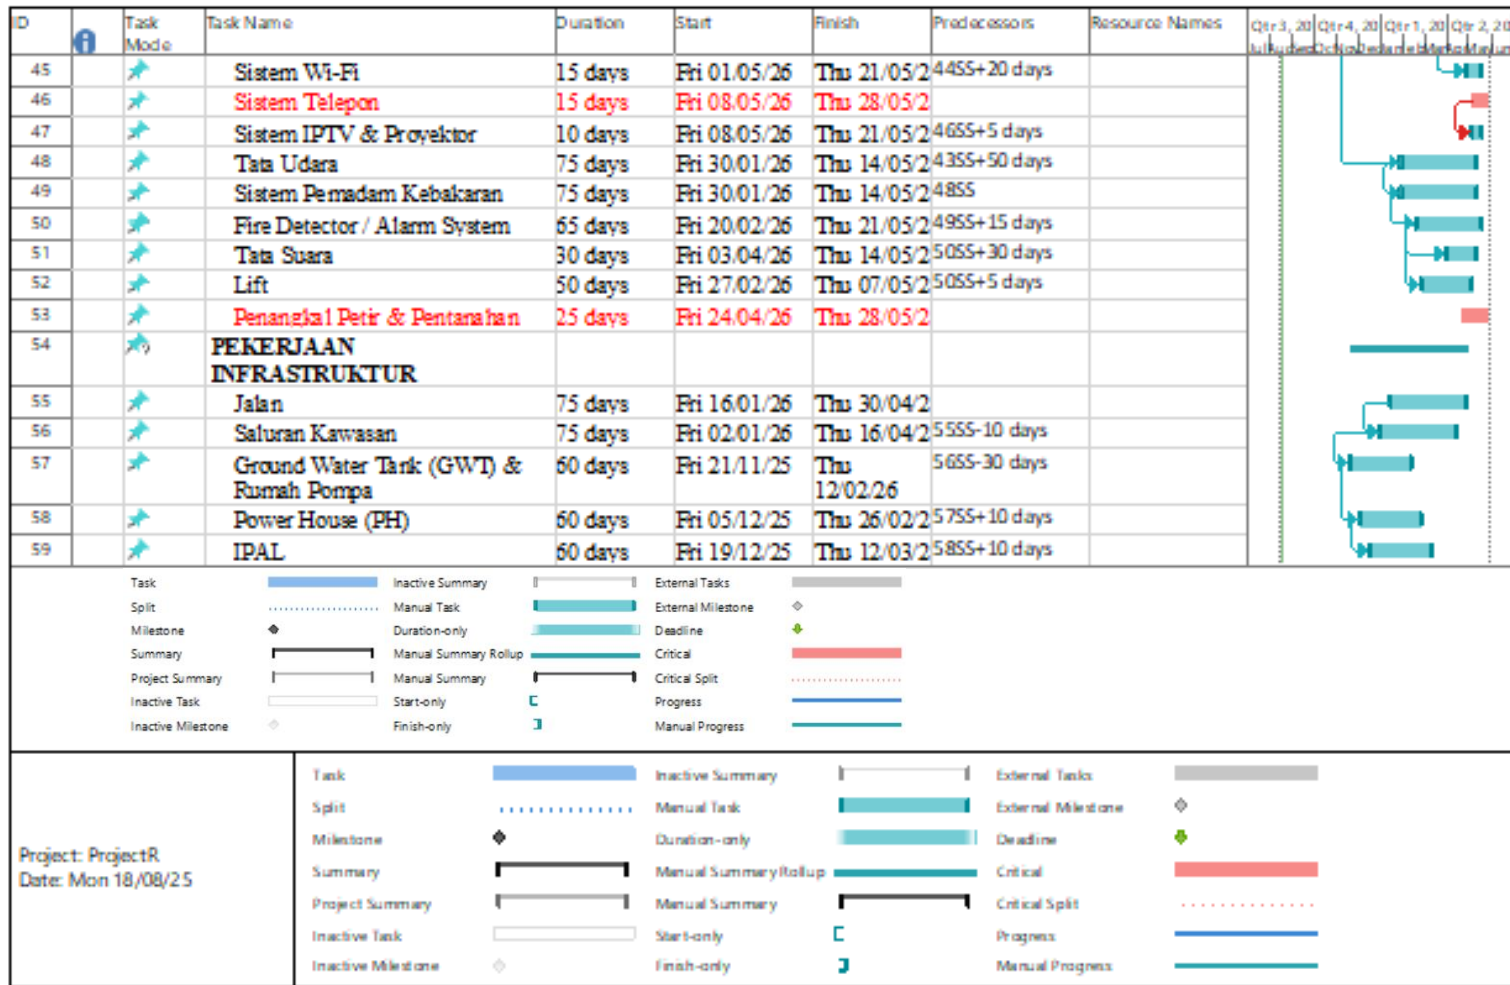 ID Task Mode Task Name Duration Start Finish Predecessors Resource Names Qtr 3, 20 Qtr 4, 20 Qtr 1, 20 Qtr 2, 20
45 Sistem Wi-Fi 15 days Fri 01/05/26 Thu 21/05/2 44SS+20 days
46 Sistem Telepon 15 days Fri 08/05/26 Thu 28/05/2
47 Sistem IPTV & Proyektor 10 days Fri 08/05/26 Thu 21/05/2 46SS+5 days
48 Tata Udara 75 days Fri 30/01/26 Thu 14/05/2 43SS+50 days
49 Sistem Pemadam Kebakaran 75 days Fri 30/01/26 Thu 14/05/2 48SS
50 Fire Detector / Alarm System 65 days Fri 20/02/26 Thu 21/05/2 49SS+15 days
51 Tata Suara 30 days Fri 03/04/26 Thu 14/05/2 50SS+30 days
52 Lift 50 days Fri 27/02/26 Thu 07/05/2 50SS+5 days
53 Penangkal Petir & Pentanahan 25 days Fri 24/04/26 Thu 28/05/2
54 PEKERJAAN
INFRASTRUKTUR
55 Jalan 75 days Fri 16/01/26 Thu 30/04/2
56 Saluran Kawasan 75 days Fri 02/01/26 Thu 16/04/2 55SS-10 days
57 Ground Water Tank (GWT) & 60 days Fri 21/11/25 Thu 56SS-30 days
Rumah Pompa 12/02/26
58 Power House (PH) 60 days Fri 05/12/25 Thu 26/02/2 57SS+10 days
59 IPAL 60 days Fri 19/12/25 Thu 12/03/2 58SS+10 days
Task Inactive Summary External Tasks
Split Manual Task External Milestone
Milestone Duration-only Deadline
Summary Manual Summary Rollup Critical
Project Summary Manual Summary Critical Split
Inactive Task Start-only Progress
Inactive Milestone Finish-only Manual Progress
Project: ProjectR
Date: Mon 18/08/25
Task Inactive Summary External Tasks
Split Manual Task External Milestone
Milestone Duration-only Deadline
Summary Manual Summary Rollup Critical
Project Summary Manual Summary Critical Split
Inactive Task Start-only Progress
Inactive Milestone Finish-only Manual Progress